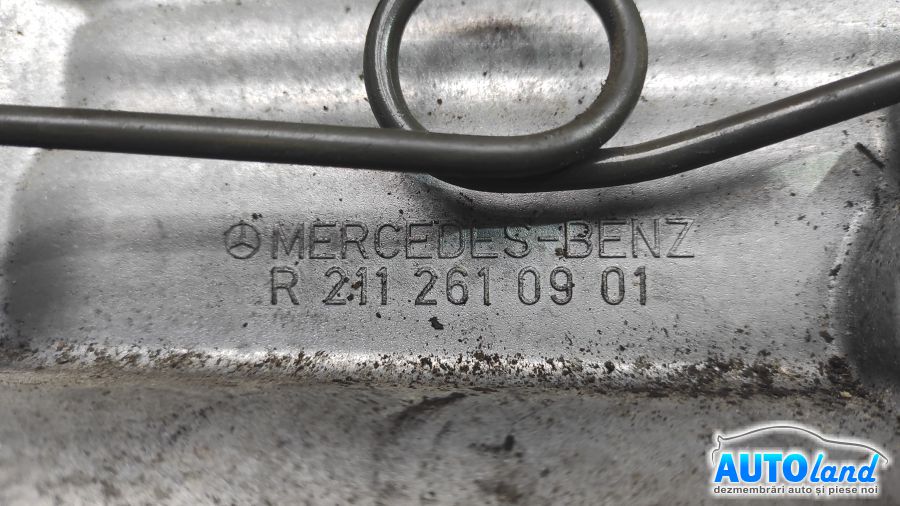 MERCEDES-BENZ
R 211 261 09 01
AUTOland
dezmembrări auto și piese noi